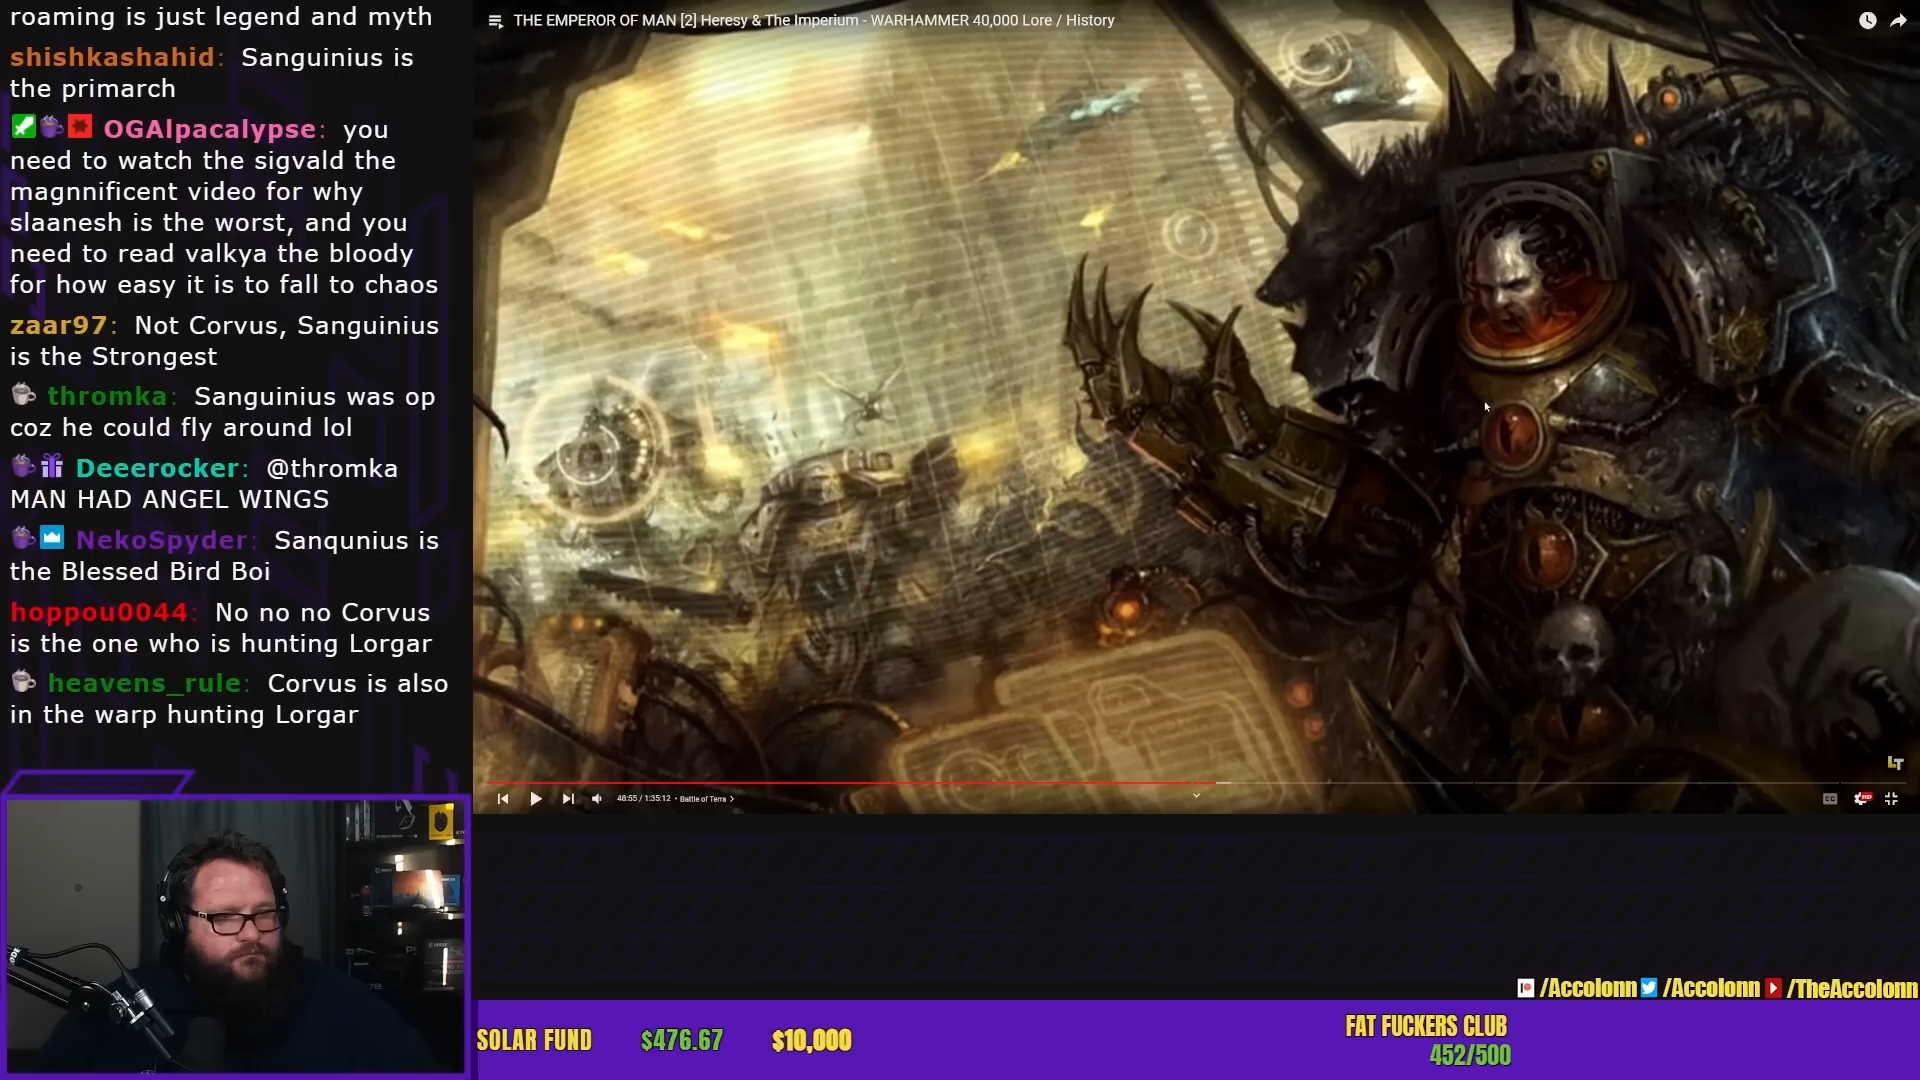 roaming is just legend and myth
shishkashahid: Sanguinius is
the primarch
OGAlpacalypse: you
need to watch the sigvald the
magnnificent video for why
slaanesh is the worst, and you
need to read valkya the bloody
for how easy it is to fall to chaos
zaar97: Not Corvus, Sanguinius
is the Strongest
thromka: Sanguinius was op
coz he could fly around lol
Deeerocker: @thromka
MAN HAD ANGEL WINGS
NekoSpyder: Sanqunius is
the Blessed Bird Boi
hoppou0044: No no no Corvus
is the one who is hunting Lorgar
heavens_rule: Corvus is also
in the warp hunting Lorgar
THE EMPEROR OF MAN [2] Heresy & The Imperium - WARHAMMER 40,000 Lore / History
LT
48:55 / 1:35:12 • Battle of Terra >
CC
HD
/Accolonn /Accolonn /TheAccolonn
SOLAR FUND $476.67 $10,000
FAT FUCKERS CLUB
452/500